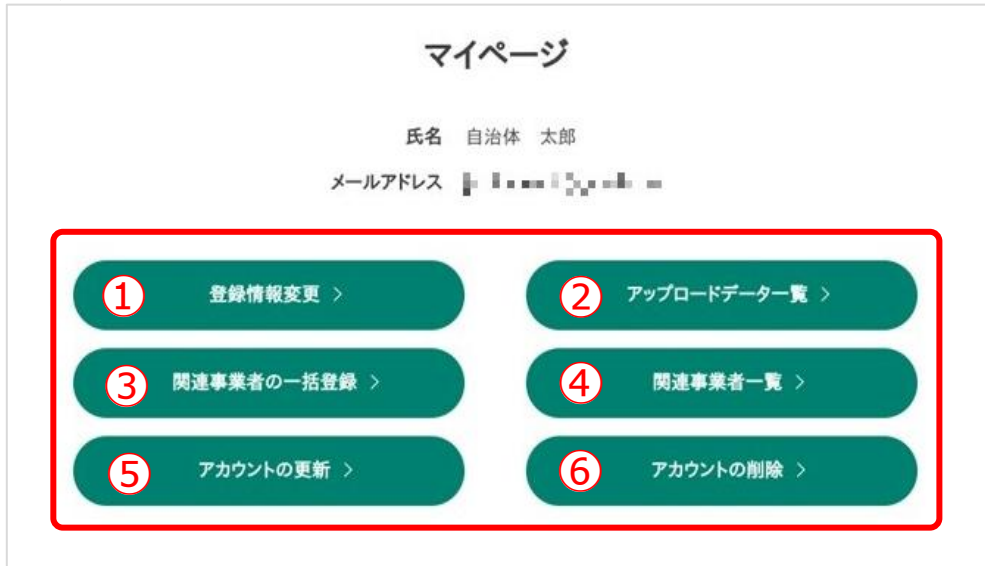 マイページ
氏名 自治体 太郎
メールアドレス
① 登録情報変更 >
② アップロードデータ一覧 >
③ 関連事業者の一括登録 >
④ 関連事業者一覧 >
⑤ アカウントの更新 >
⑥ アカウントの削除 >